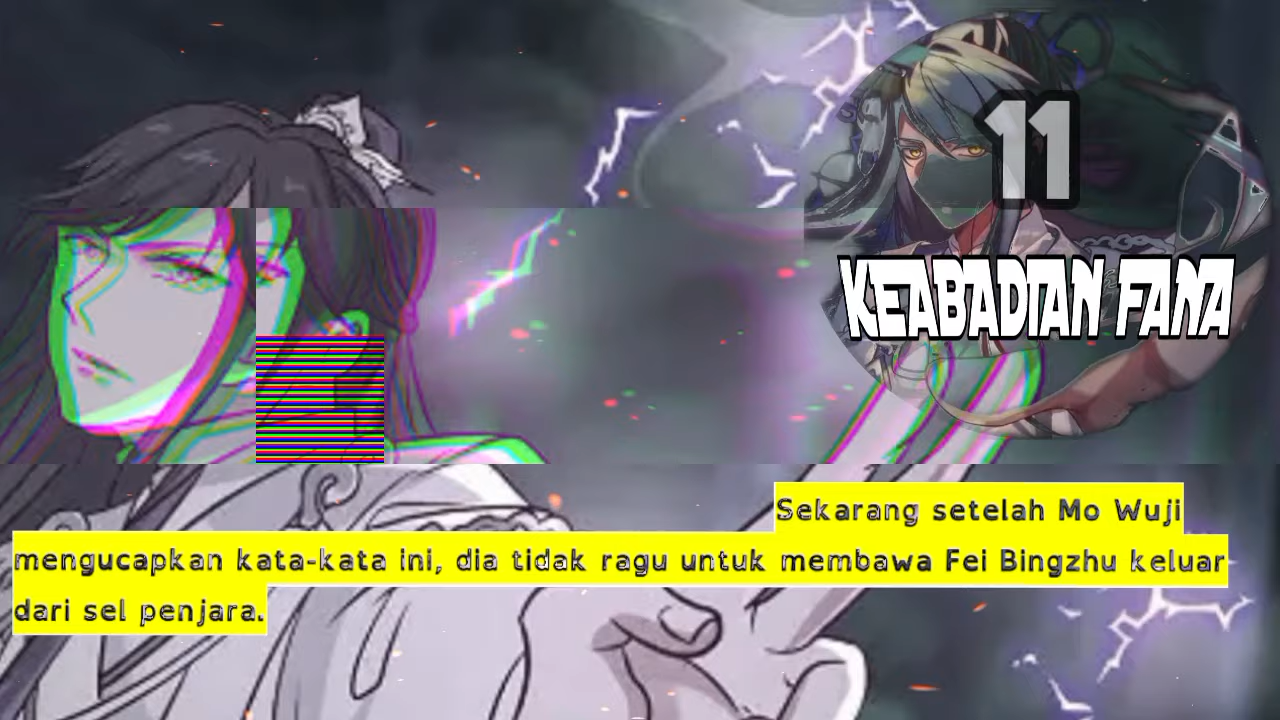 11
KEABADIAN FANA
Sekarang setelah Mo Wuji
mengucapkan kata-kata ini, dia tidak ragu untuk membawa Fei Bingzhu keluar
dari sel penjara.